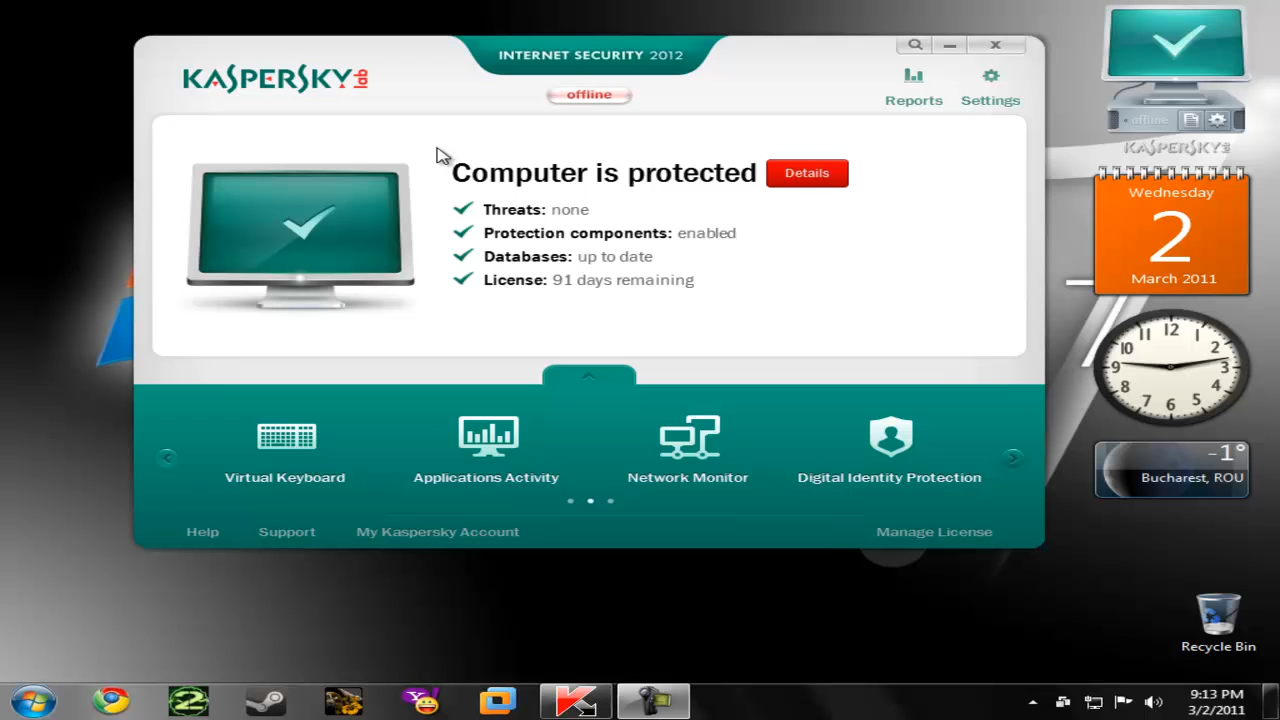 INTERNET SECURITY 2012
KASPERSKY lab
offline
Reports
Settings
Computer is protected
Details
Threats: none
Protection components: enabled
Databases: up to date
License: 91 days remaining
Virtual Keyboard
Applications Activity
Network Monitor
Digital Identity Protection
Help
Support
My Kaspersky Account
Manage License
offline
KASPERSKY lab
Wednesday
2
March 2011
12
1
2
3
4
5
6
7
8
9
10
11
-1°
Bucharest, ROU
Recycle Bin
2
9:13 PM
3/2/2011